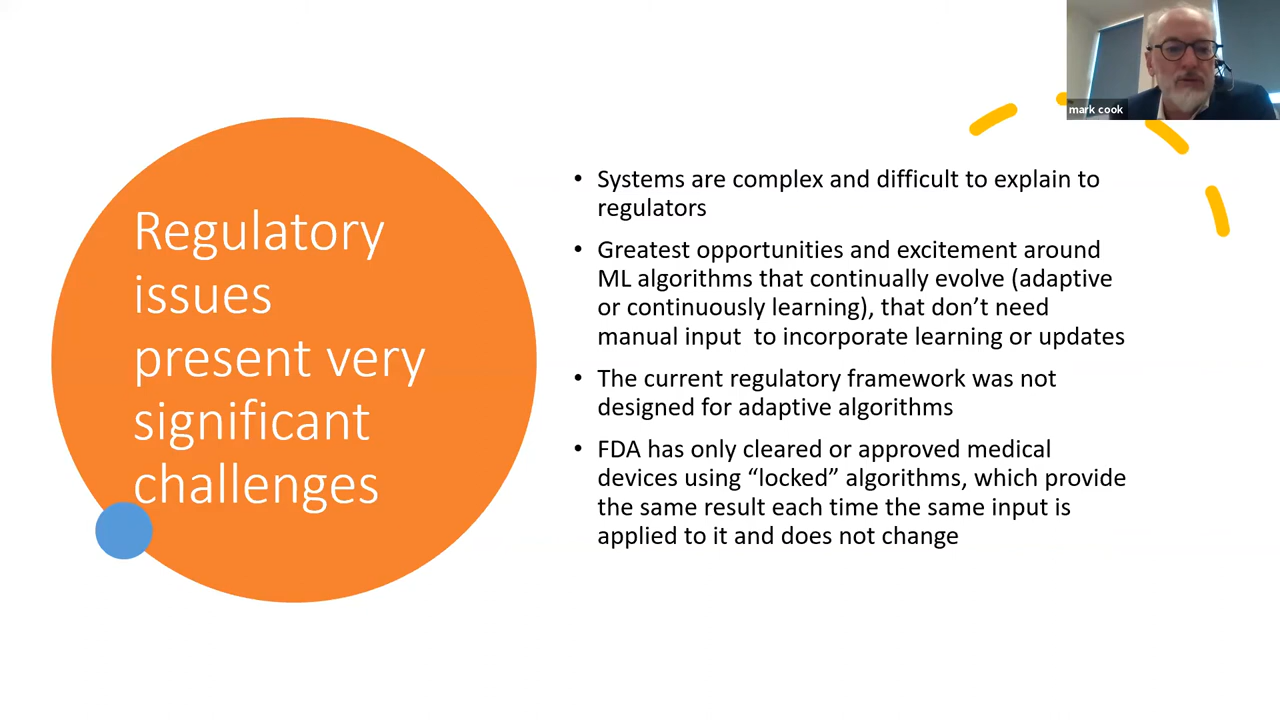 mark cook
Regulatory
issues
present very
significant
challenges
• Systems are complex and difficult to explain to
regulators
• Greatest opportunities and excitement around
ML algorithms that continually evolve (adaptive
or continuously learning), that don’t need
manual input  to incorporate learning or updates
• The current regulatory framework was not
designed for adaptive algorithms
• FDA has only cleared or approved medical
devices using “locked” algorithms, which provide
the same result each time the same input is
applied to it and does not change